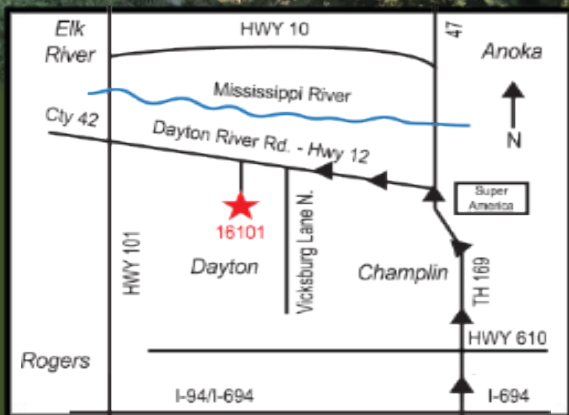 Elk
River
HWY 10
47
Anoka
Mississippi River
N
Cty 42
Dayton River Rd. - Hwy 12
Super
America
16101
HWY 101
Dayton
Vicksburg Lane N.
Champlin
TH 169
HWY 610
Rogers
I-94/I-694
I-694